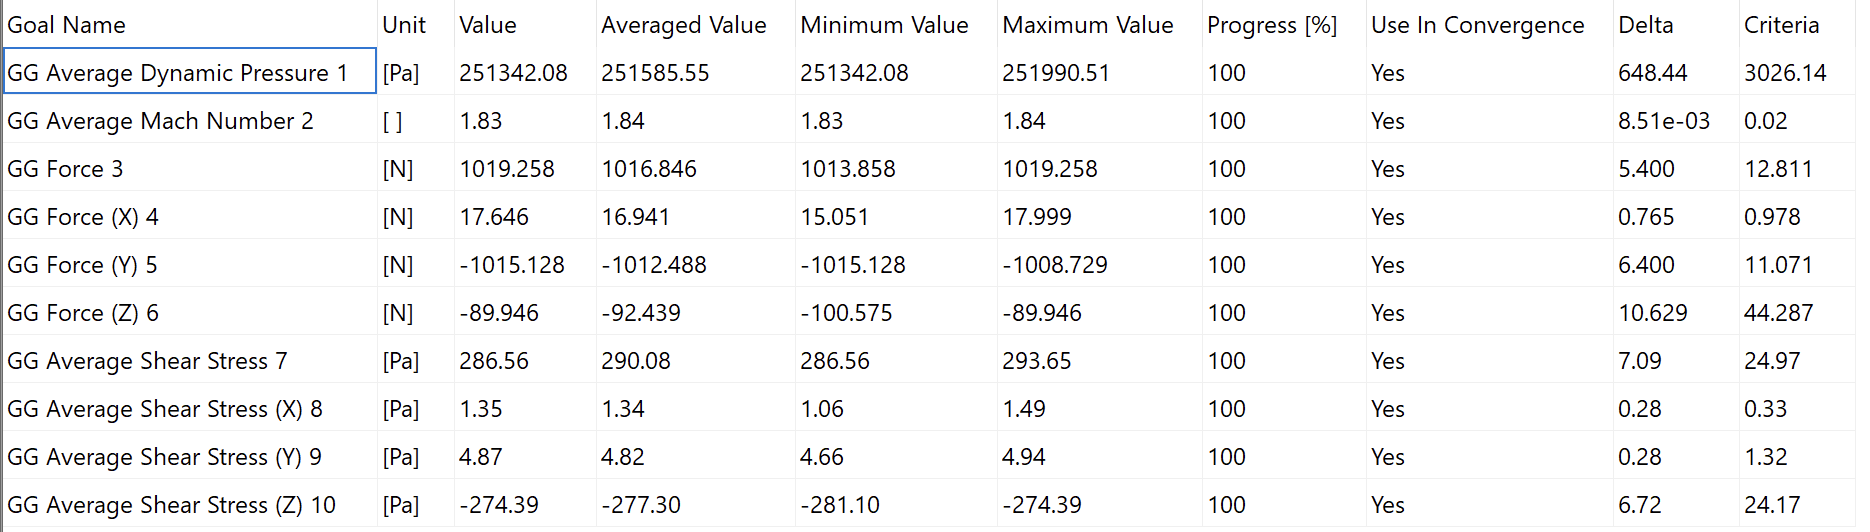 Goal Name Unit Value Averaged Value Minimum Value Maximum Value Progress [%] Use In Convergence Delta Criteria
GG Average Dynamic Pressure 1 [Pa] 251342.08 251585.55 251342.08 251990.51 100 Yes 648.44 3026.14
GG Average Mach Number 2 [ ] 1.83 1.84 1.83 1.84 100 Yes 8.51e-03 0.02
GG Force 3 [N] 1019.258 1016.846 1013.858 1019.258 100 Yes 5.400 12.811
GG Force (X) 4 [N] 17.646 16.941 15.051 17.999 100 Yes 0.765 0.978
GG Force (Y) 5 [N] -1015.128 -1012.488 -1015.128 -1008.729 100 Yes 6.400 11.071
GG Force (Z) 6 [N] -89.946 -92.439 -100.575 -89.946 100 Yes 10.629 44.287
GG Average Shear Stress 7 [Pa] 286.56 290.08 286.56 293.65 100 Yes 7.09 24.97
GG Average Shear Stress (X) 8 [Pa] 1.35 1.34 1.06 1.49 100 Yes 0.28 0.33
GG Average Shear Stress (Y) 9 [Pa] 4.87 4.82 4.66 4.94 100 Yes 0.28 1.32
GG Average Shear Stress (Z) 10 [Pa] -274.39 -277.30 -281.10 -274.39 100 Yes 6.72 24.17